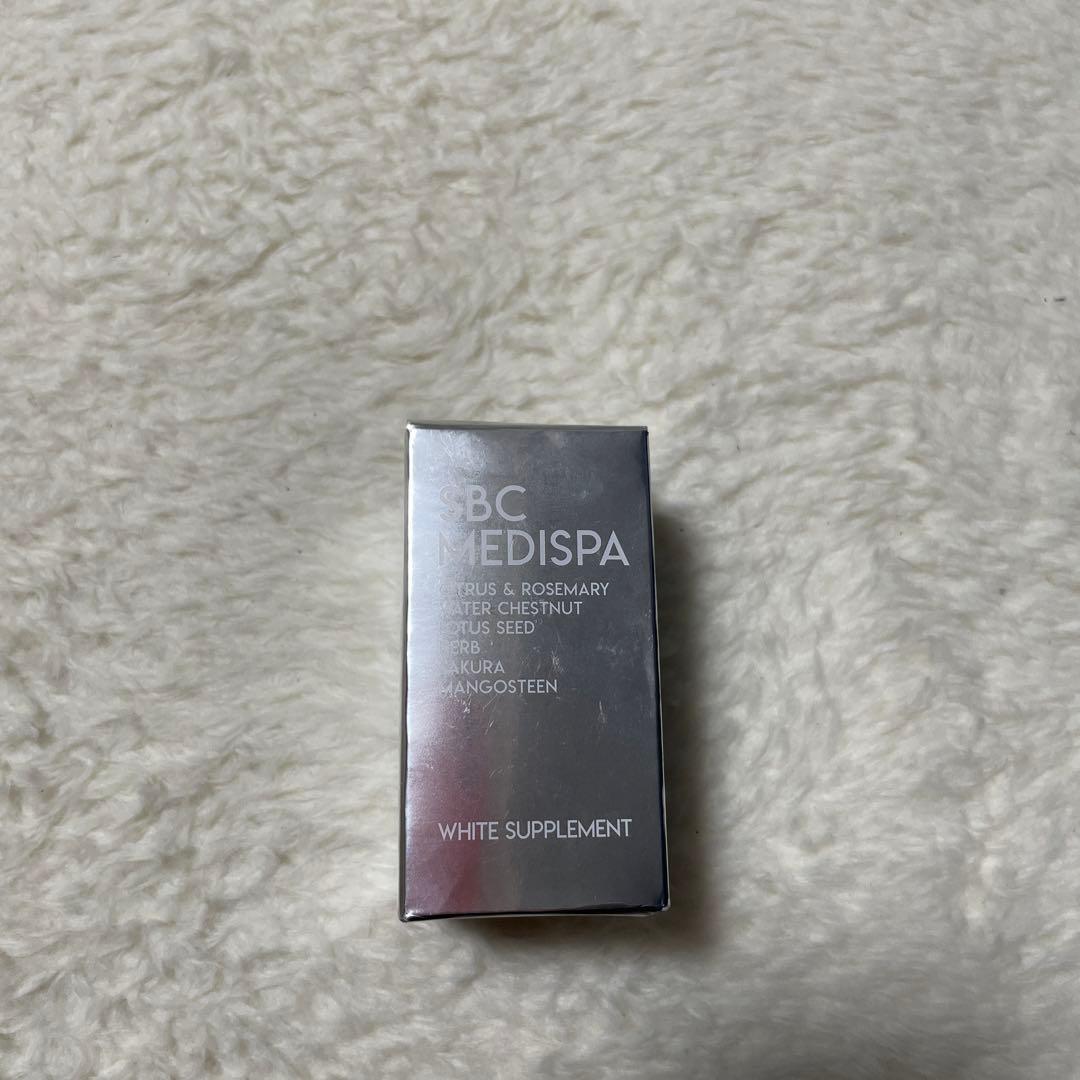 SBC
MEDISPA
CITRUS & ROSEMARY
WATER CHESTNUT
LOTUS SEED
HERB
SAKURA
MANGOSTEEN
WHITE SUPPLEMENT